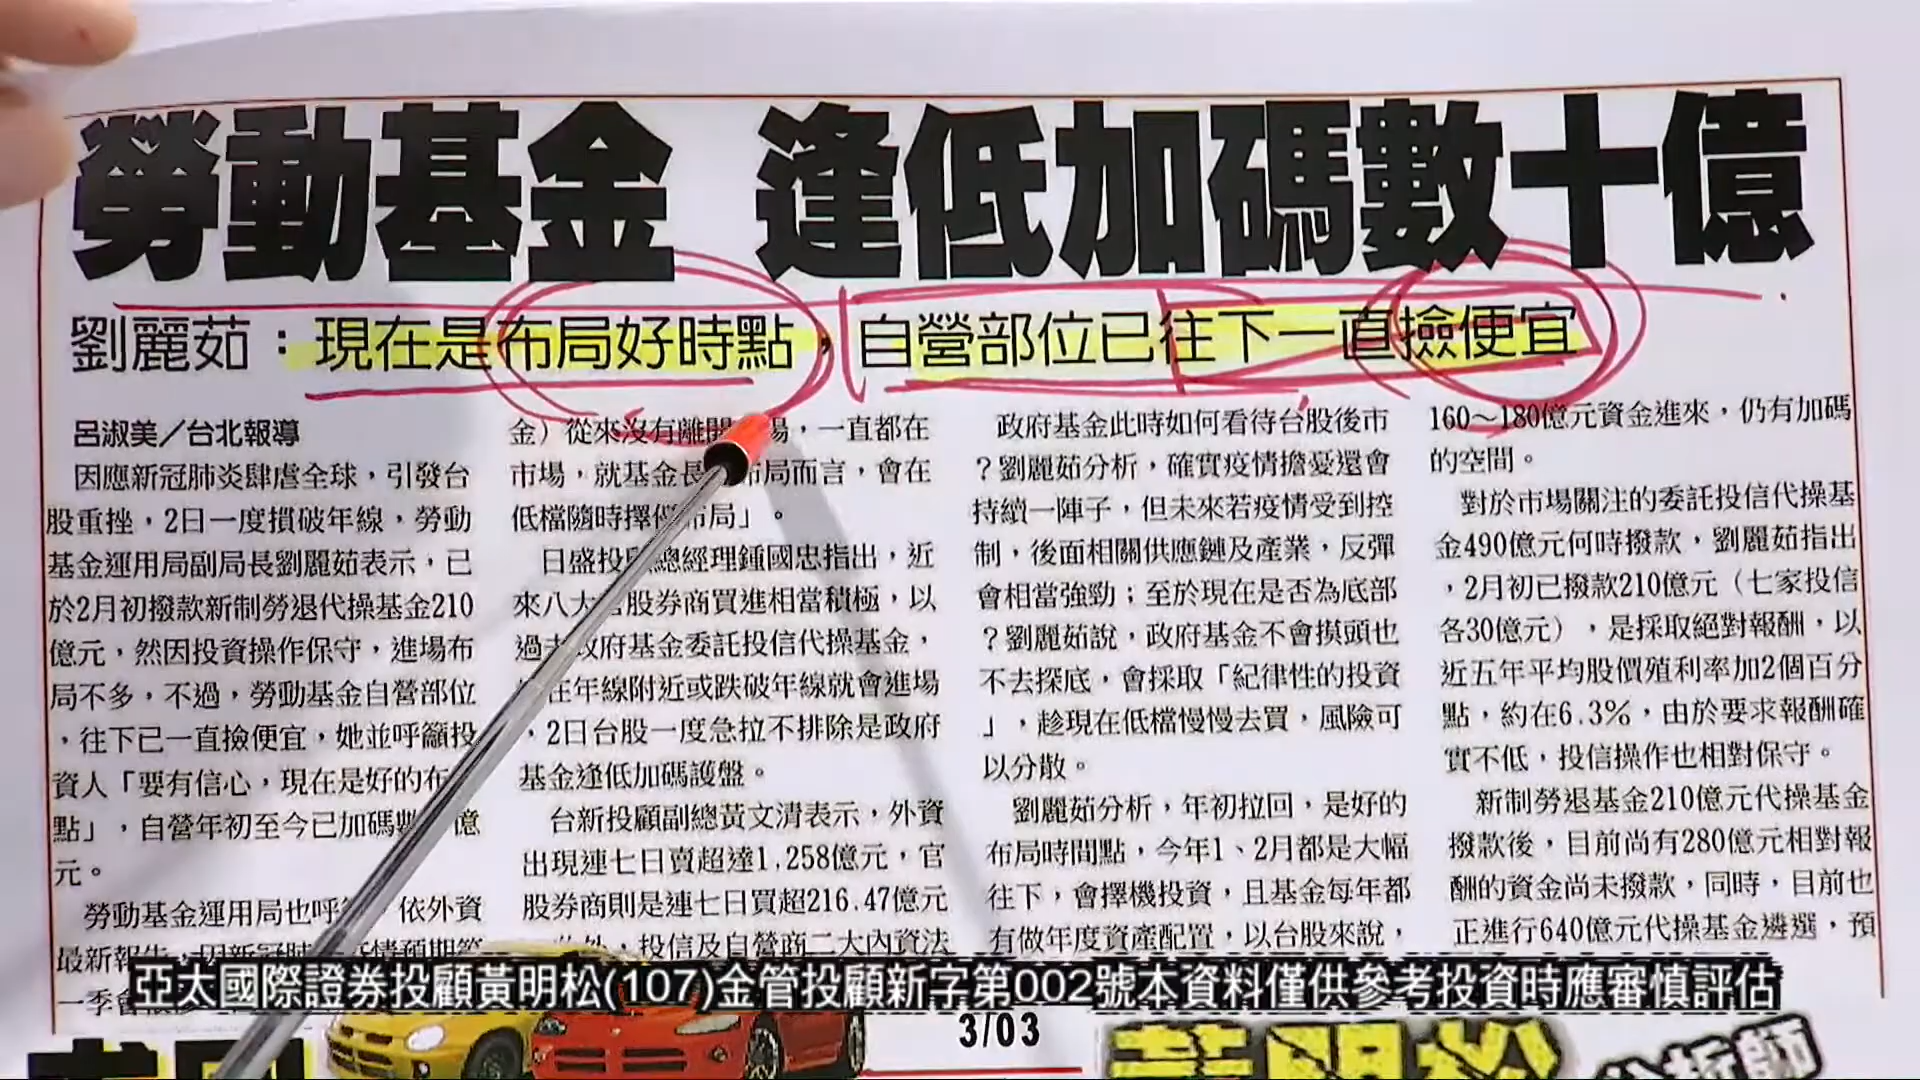 勞動基金 逢低加碼數十億
劉麗茹：現在是布局好時點，自營部位已往下一直撿便宜
呂淑美／台北報導
因應新冠肺炎肆虐全球，引發台
股重挫，2日一度摜破年線，勞動
基金運用局副局長劉麗茹表示，已
於2月初撥款新制勞退代操基金210
億元，然因投資操作保守，進場布
局不多，不過，勞動基金自營部位
，往下已一直撿便宜，她並呼籲投
資人「要有信心，現在是好的布
點」，自營年初至今已加碼數 億
元。
勞動基金運用局也呼 依外資
最新報告，因新冠肺 情預期第
一季會
金）從來沒有離開 場，一直都在
市場，就基金長 布局而言，會在
低檔隨時擇 布局」。
日盛投 總經理鍾國忠指出，近
來八大 股券商買進相當積極，以
過去政府基金委託投信代操基金，
在年線附近或跌破年線就會進場
，2日台股一度急拉不排除是政府
基金逢低加碼護盤。
台新投顧副總黃文清表示，外資
出現連七日賣超達1,258億元，官
股券商則是連七日買超216.47億元
此外，投信及自營商二大內資法
政府基金此時如何看待台股後市
？劉麗茹分析，確實疫情擔憂還會
持續一陣子，但未來若疫情受到控
制，後面相關供應鏈及產業，反彈
會相當強勁；至於現在是否為底部
？劉麗茹說，政府基金不會摸頭也
不去探底，會採取「紀律性的投資
」，趁現在低檔慢慢去買，風險可
以分散。
劉麗茹分析，年初拉回，是好的
布局時間點，今年1、2月都是大幅
往下，會擇機投資，且基金每年都
有做年度資產配置，以台股來說，
160～180億元資金進來，仍有加碼
的空間。
對於市場關注的委託投信代操基
金490億元何時撥款，劉麗茹指出
，2月初已撥款210億元（七家投信
各30億元），是採取絕對報酬，以
近五年平均股價殖利率加2個百分
點，約在6.3%，由於要求報酬確
實不低，投信操作也相對保守。
新制勞退基金210億元代操基金
撥款後，目前尚有280億元相對報
酬的資金尚未撥款，同時，目前也
正進行640億元代操基金遴選，預
亞太國際證券投顧黃明松(107)金管投顧新字第002號本資料僅供參考投資時應審慎評估
3/03
黃明松 分析師